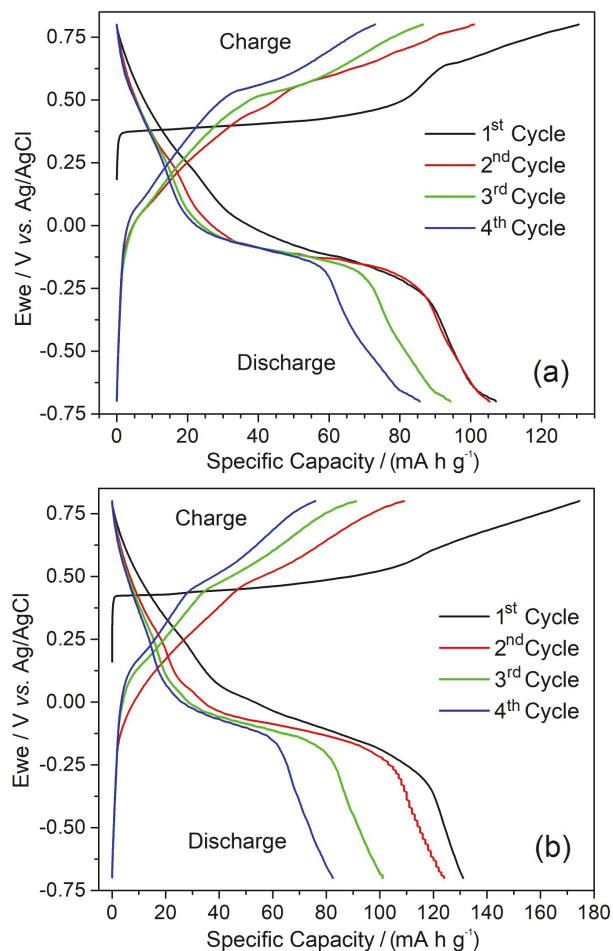 0.75
0.50
0.25
0.00
-0.25
-0.50
-0.75
Ewe / V vs. Ag/AgCl
Charge
1st Cycle
2nd Cycle
3rd Cycle
4th Cycle
Discharge
(a)
0 20 40 60 80 100 120
Specific Capacity / (mA h g-1)
0.75
0.50
0.25
0.00
-0.25
-0.50
-0.75
Ewe / V vs. Ag/AgCl
Charge
1st Cycle
2nd Cycle
3rd Cycle
4th Cycle
Discharge
(b)
0 20 40 60 80 100 120 140 160 180
Specific Capacity / (mA h g-1)